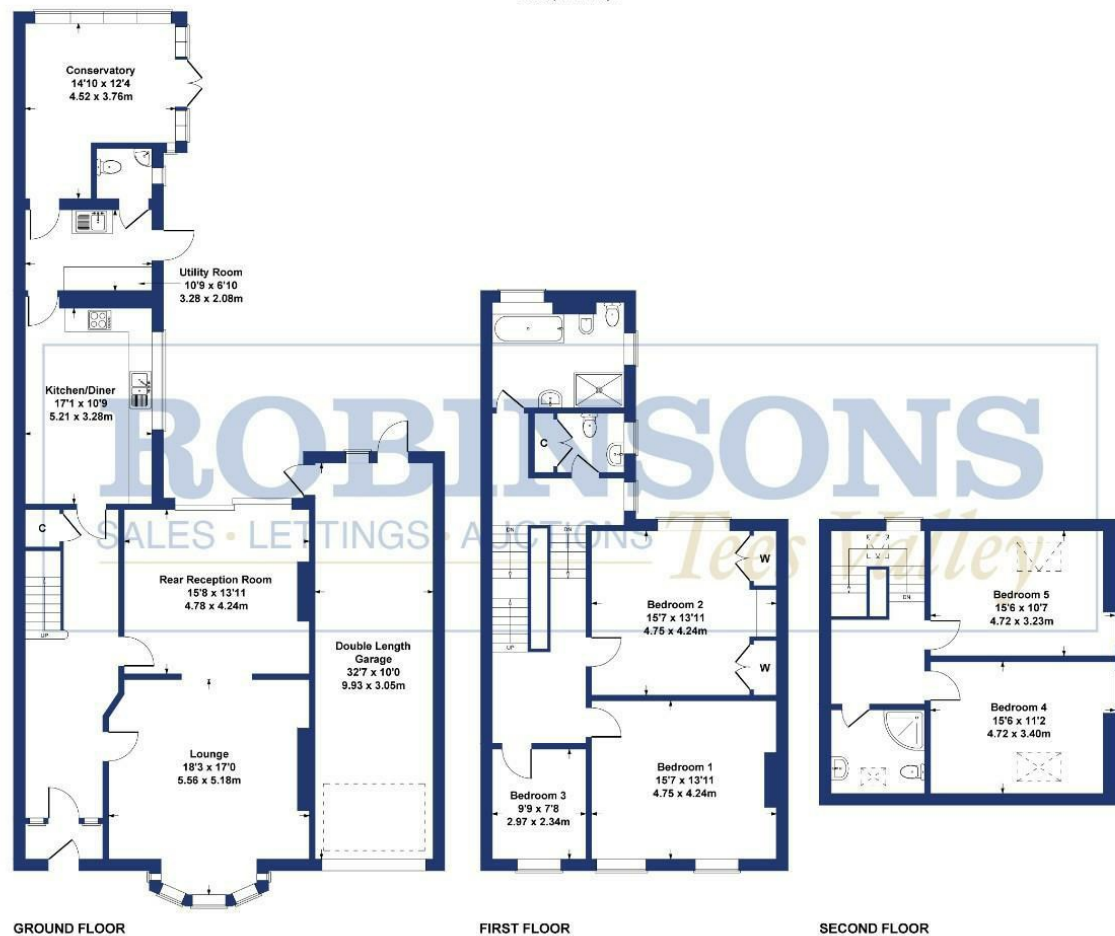 Conservatory
14'10 x 12'4
4.52 x 3.76m
Utility Room
10'9 x 6'10
3.28 x 2.08m
Kitchen/Diner
17'1 x 10'9
5.21 x 3.28m
C
UP
Rear Reception Room
15'8 x 13'11
4.78 x 4.24m
Double Length
Garage
32'7 x 10'0
9.93 x 3.05m
Lounge
18'3 x 17'0
5.56 x 5.18m
GROUND FLOOR
C
DN
DN
UP
W
Bedroom 2
15'7 x 13'11
4.75 x 4.24m
W
Bedroom 1
15'7 x 13'11
4.75 x 4.24m
Bedroom 3
9'9 x 7'8
2.97 x 2.34m
FIRST FLOOR
DN
Bedroom 5
15'6 x 10'7
4.72 x 3.23m
Bedroom 4
15'6 x 11'2
4.72 x 3.40m
SECOND FLOOR
ROBINSONS
SALES · LETTINGS · AUCTIONS
Tees Valley